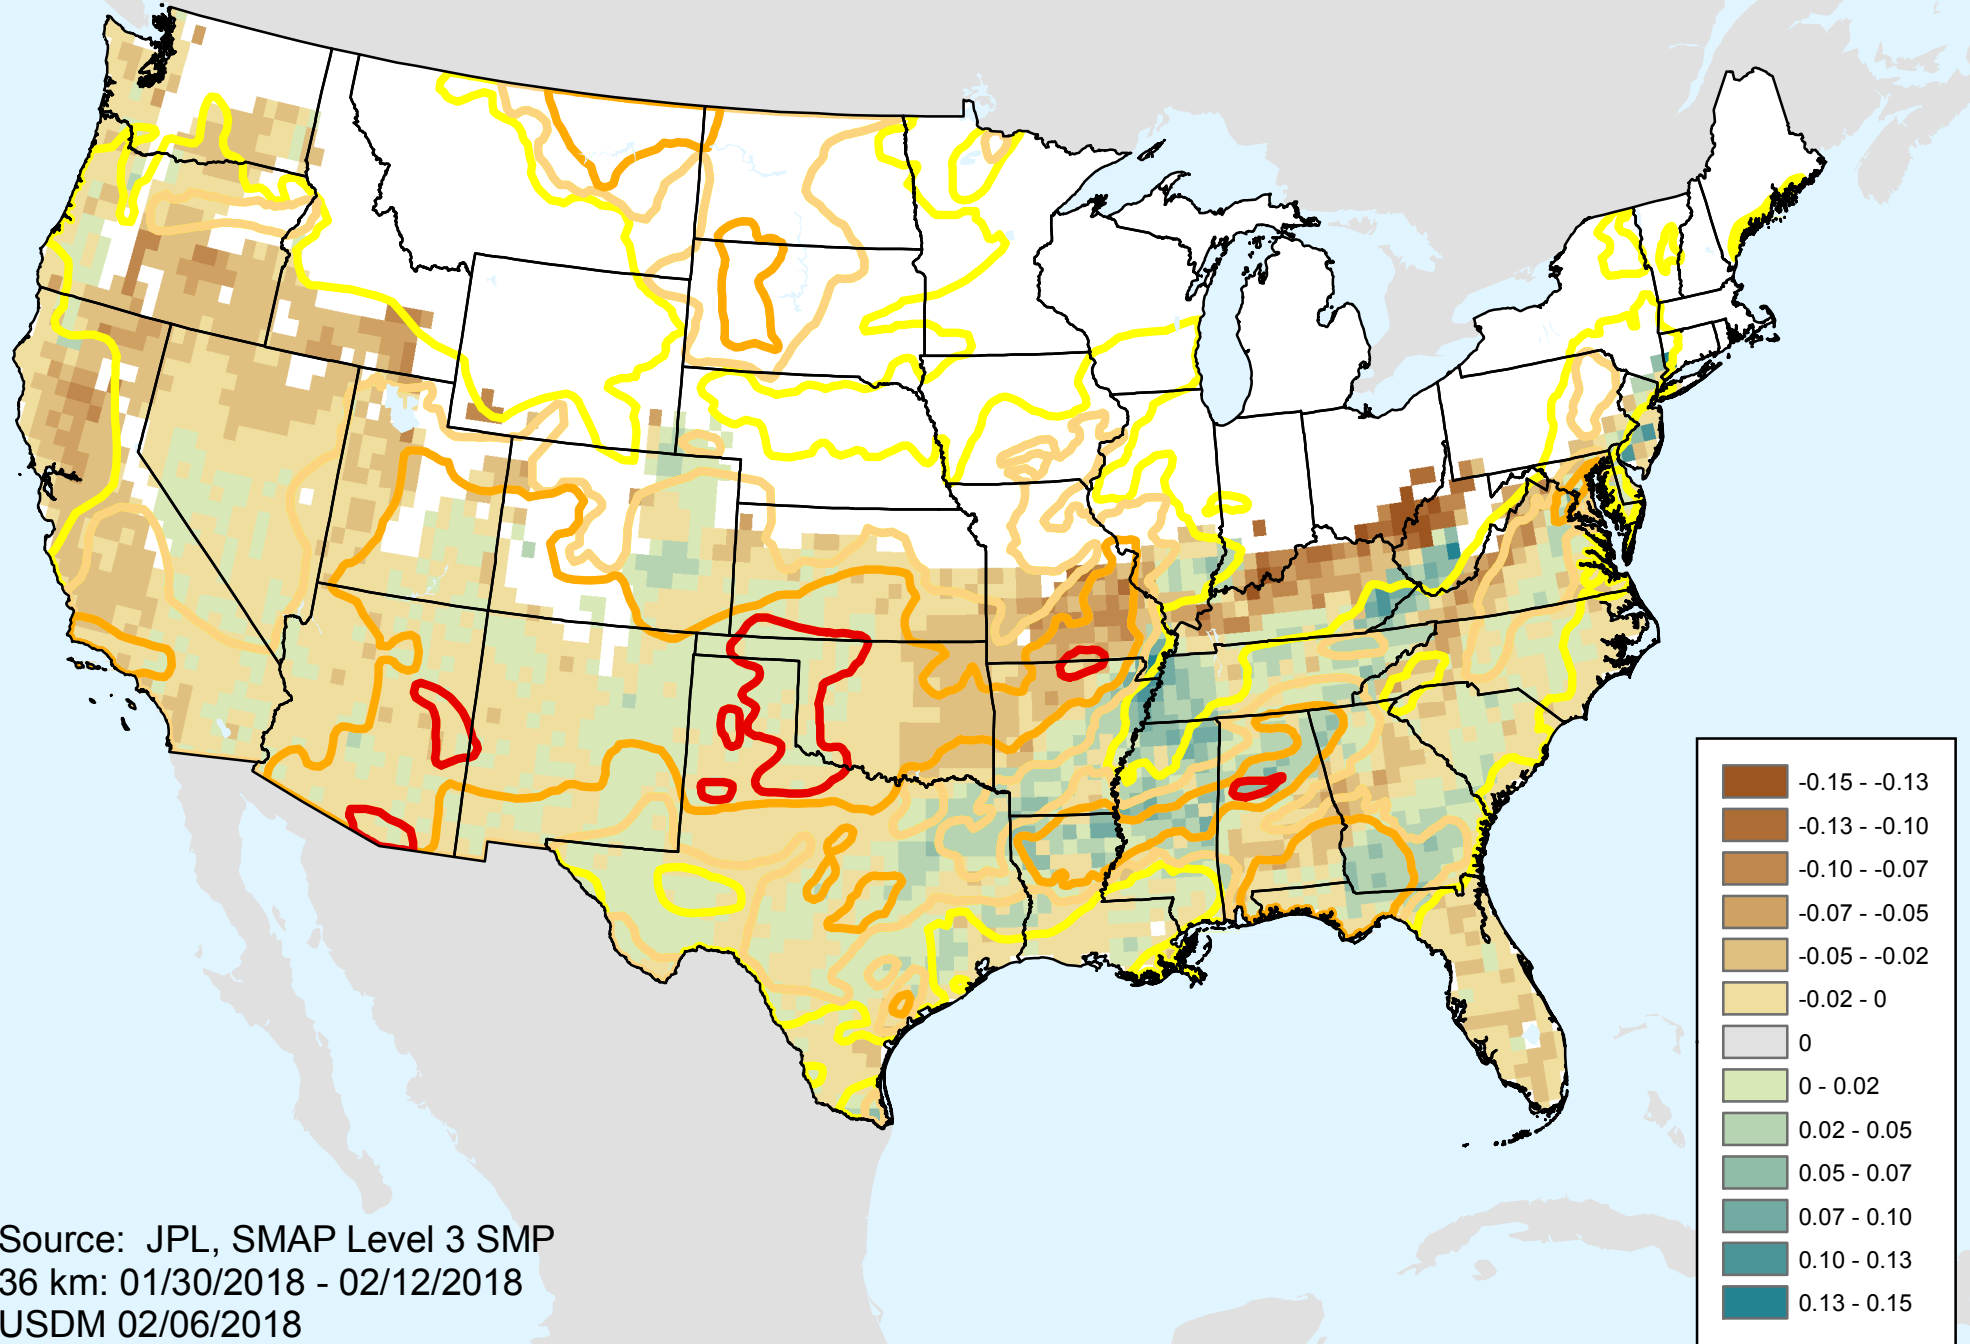 -0.15 - -0.13
-0.13 - -0.10
-0.10 - -0.07
-0.07 - -0.05
-0.05 - -0.02
-0.02 - 0
0
0 - 0.02
0.02 - 0.05
0.05 - 0.07
0.07 - 0.10
0.10 - 0.13
0.13 - 0.15
Source: JPL, SMAP Level 3 SMP
36 km: 01/30/2018 - 02/12/2018
USDM 02/06/2018